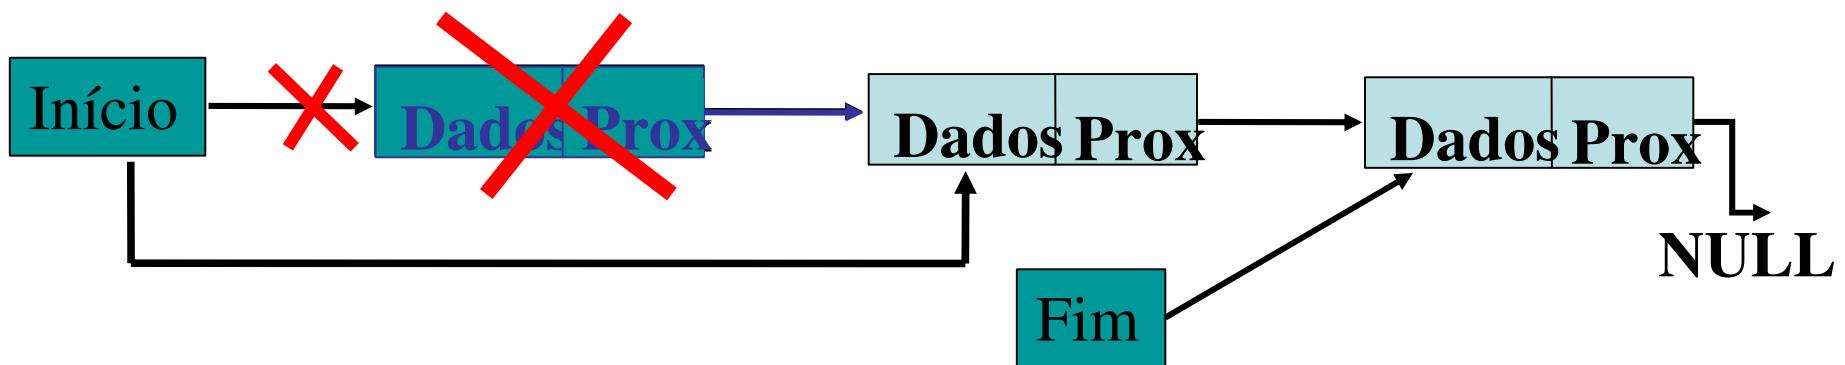 Início
Dados Prox
Dados Prox
Dados Prox
NULL
Fim